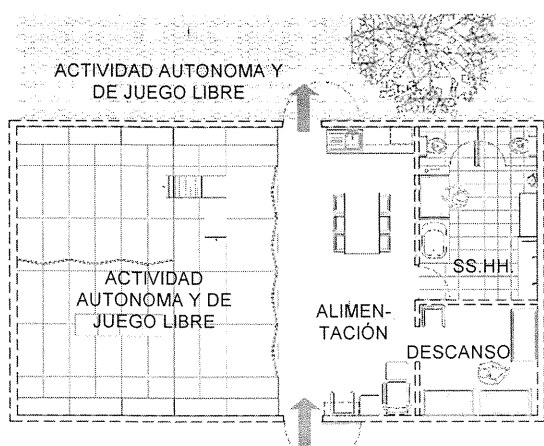 ACTIVIDAD AUTONOMA Y
DE JUEGO LIBRE
ACTIVIDAD
AUTONOMA Y DE
JUEGO LIBRE
ALIMEN-
TACIÓN
SS.HH.
DESCANSO